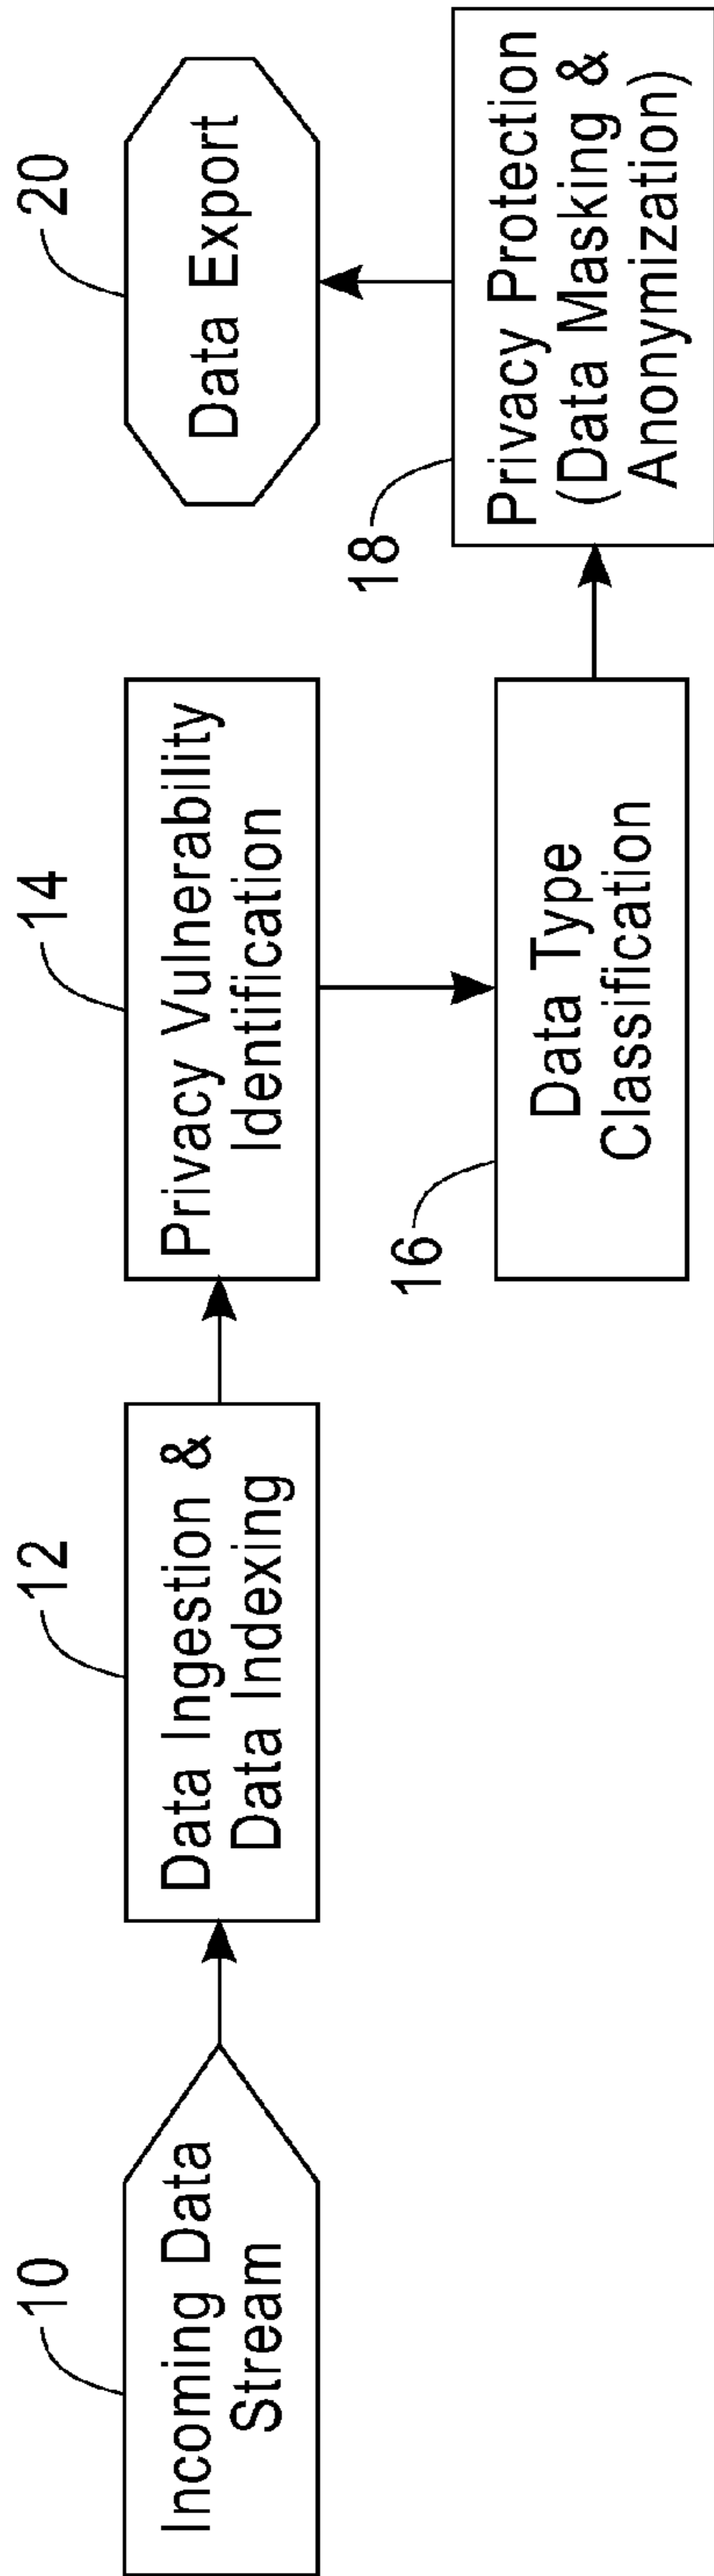 10
Incoming Data
Stream
12
Data Ingestion &
Data Indexing
14
Privacy Vulnerability
Identification
16
Data Type
Classification
18
Privacy Protection
(Data Masking &
Anonymization)
20
Data Export